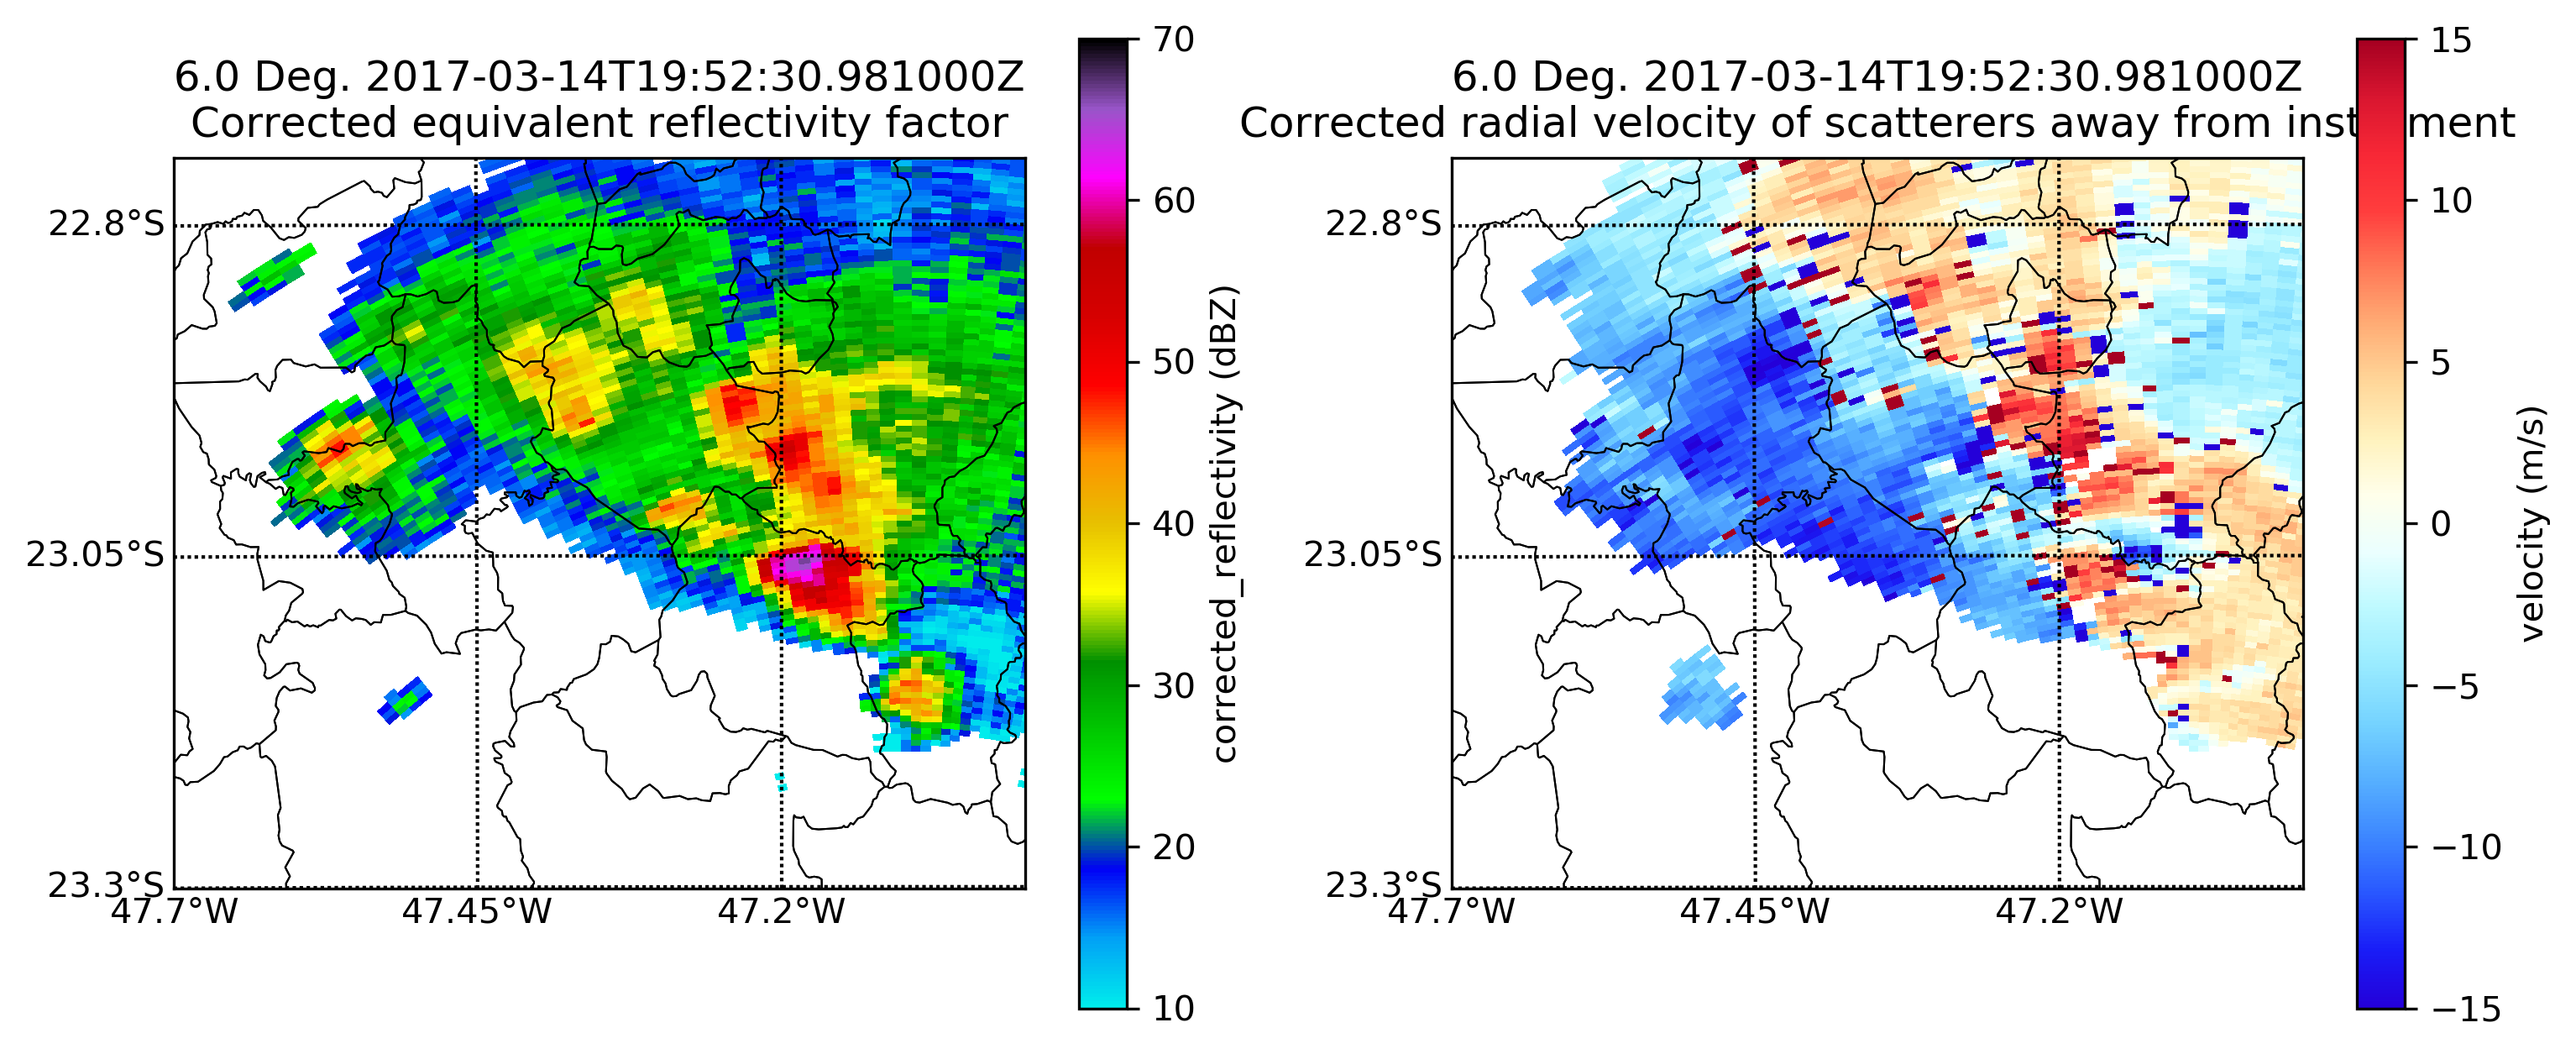 6.0 Deg. 2017-03-14T19:52:30.981000Z
Corrected equivalent reflectivity factor
22.8°S
23.05°S
23.3°S
47.7°W
47.45°W
47.2°W
70
60
50
40
30
20
10
corrected_reflectivity (dBZ)
6.0 Deg. 2017-03-14T19:52:30.981000Z
Corrected radial velocity of scatterers away from inst ment
22.8°S
23.05°S
23.3°S
47.7°W
47.45°W
47.2°W
15
10
5
0
−5
−10
−15
velocity (m/s)